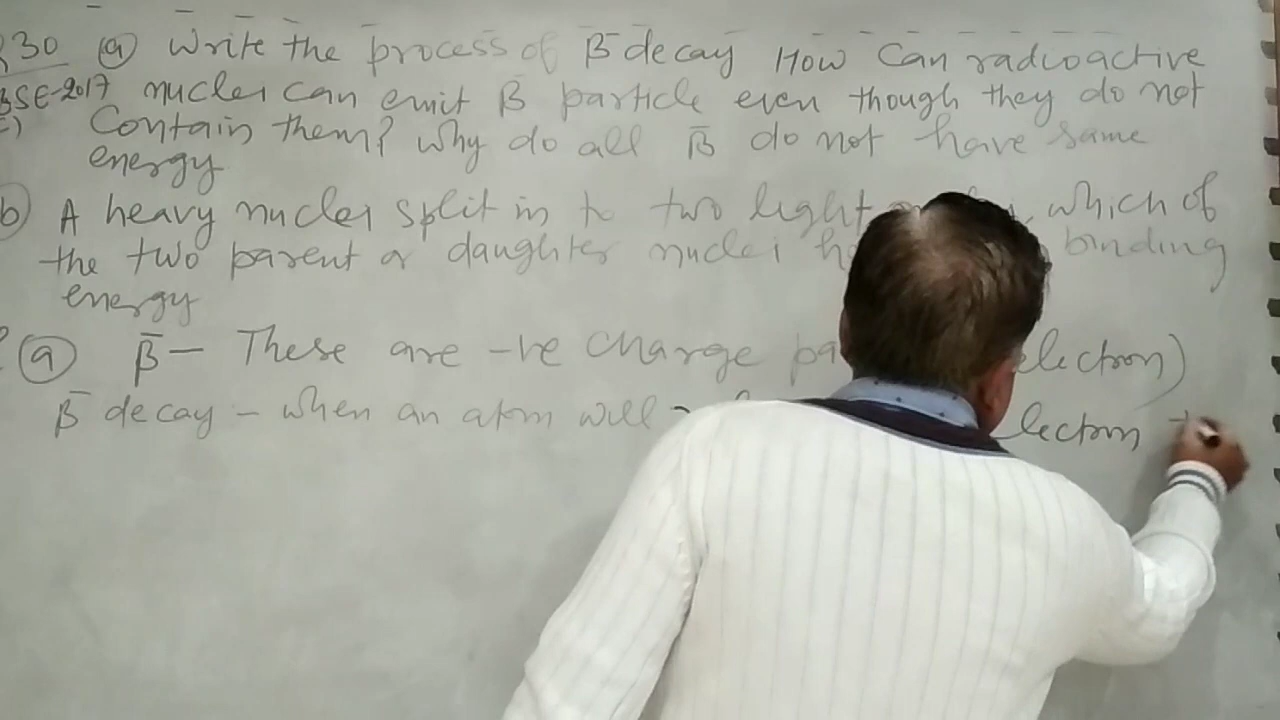 30 (a) Write the process of β⁻ decay How Can radioactive
BSE-2017 nuclei can emit β particle even though they do not
Contain them? why do all β⁻ do not have same
energy
b) A heavy nuclei split in to two light which of
the two parent or daughter nuclei binding
energy
(a) β⁻ — These are -ve charge lectron)
β⁻ decay - when an atom will lectron